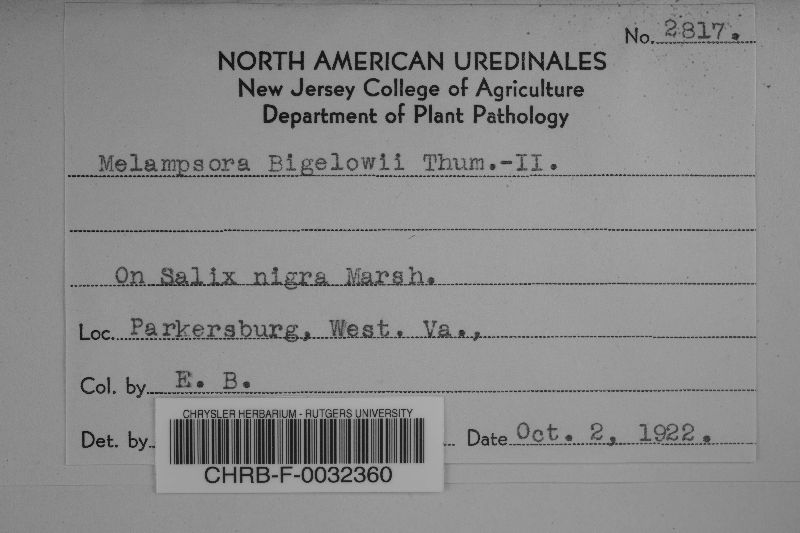 No. 2817.
NORTH AMERICAN UREDINALES
New Jersey College of Agriculture
Department of Plant Pathology
Melampsora Bigelowii Thum.-II.
On Salix nigra Marsh.
Loc. Parkersburg, West. Va.,
Col. by E. B.
Det. by
Date Oct. 2, 1922.
CHRYSLER HERBARIUM - RUTGERS UNIVERSITY
CHRB-F-0032360